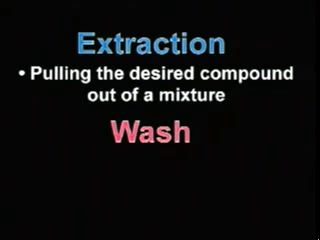 Extraction
• Pulling the desired compound
out of a mixture
Wash